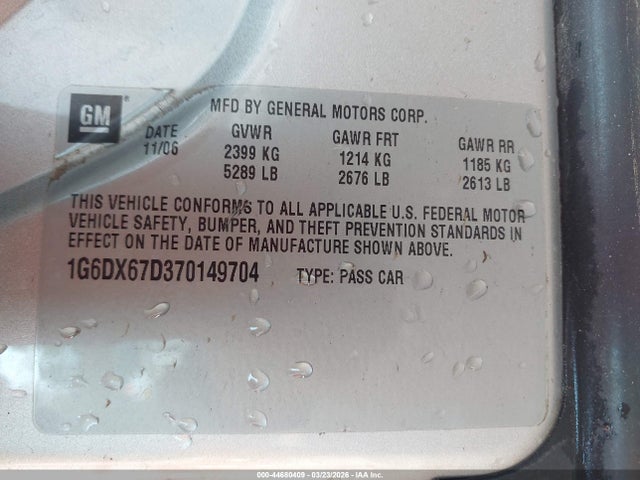 GM
MFD BY GENERAL MOTORS CORP.
DATE GVWR GAWR FRT GAWR RR
11/06 2399 KG 1214 KG 1185 KG
5289 LB 2676 LB 2613 LB
THIS VEHICLE CONFORMS TO ALL APPLICABLE U.S. FEDERAL MOTOR
VEHICLE SAFETY, BUMPER, AND THEFT PREVENTION STANDARDS IN
EFFECT ON THE DATE OF MANUFACTURE SHOWN ABOVE.
1G6DX67D370149704 TYPE: PASS CAR
000-44680409 - 03/23/2026 - IAA Inc.